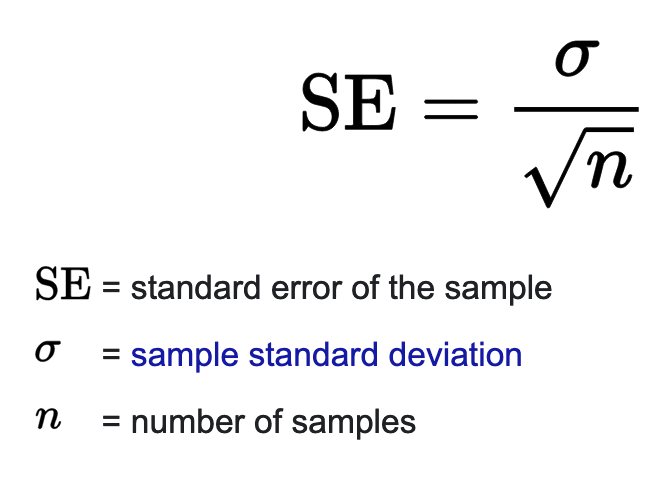 SE = σ / √n
SE = standard error of the sample
σ = sample standard deviation
n = number of samples